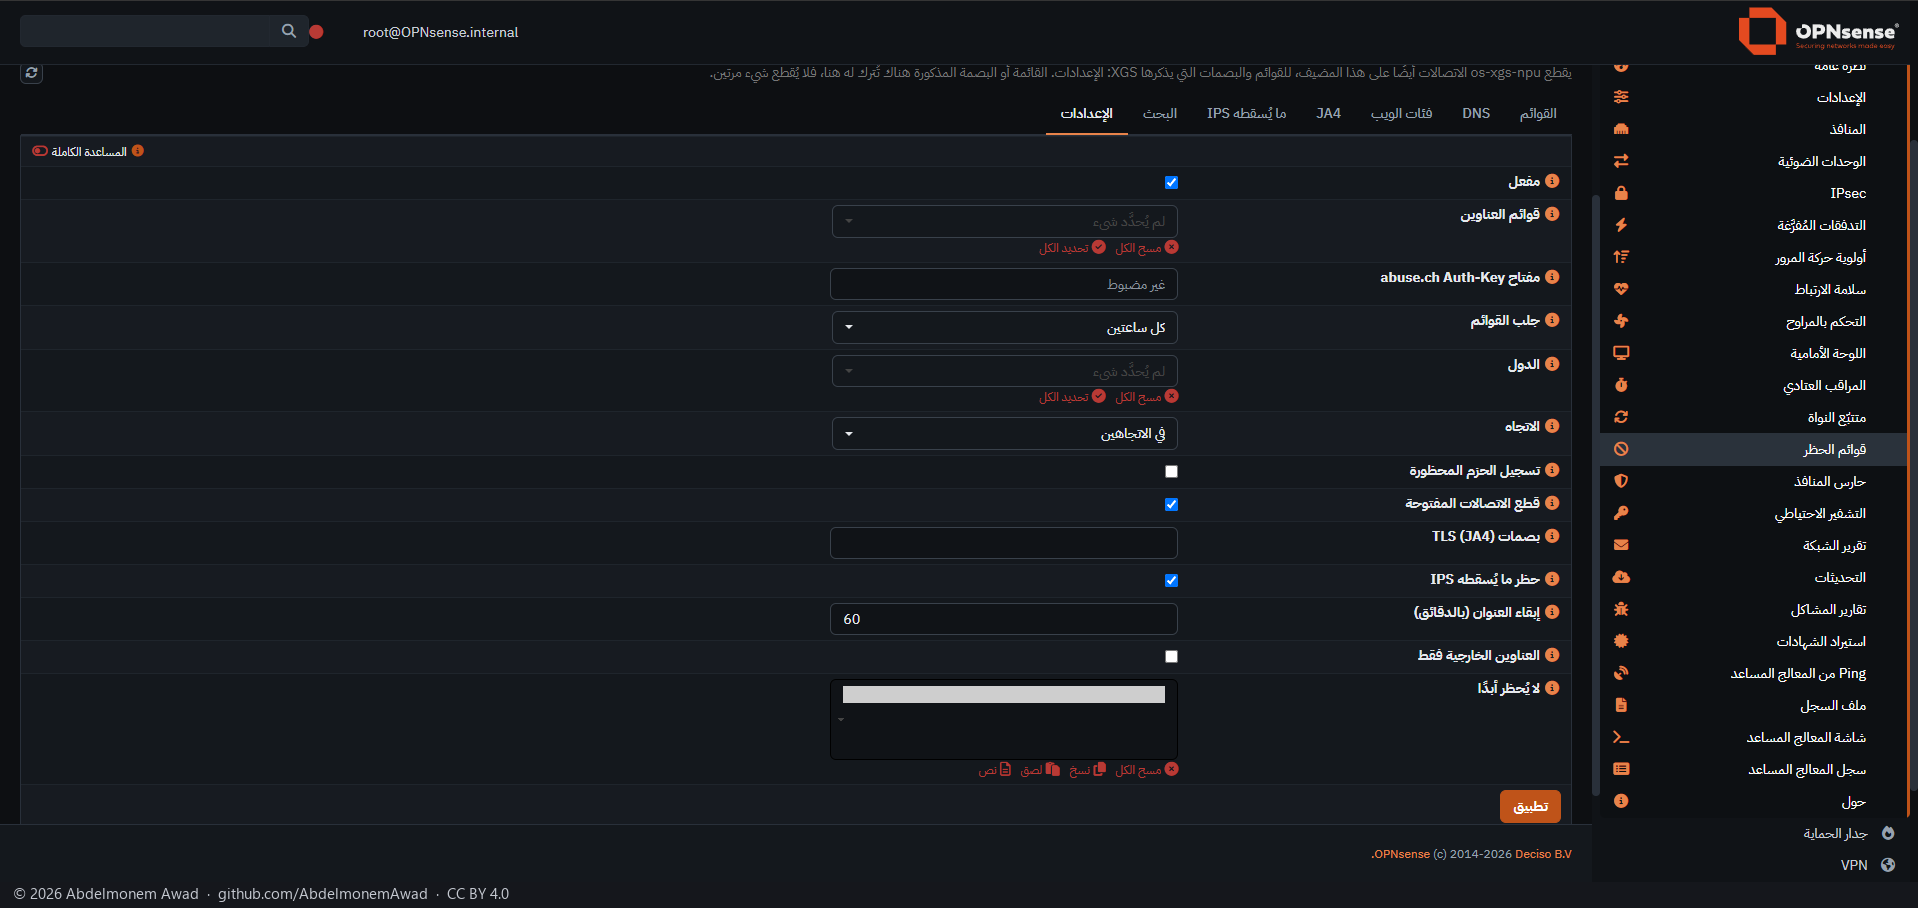 root@OPNsense.internal
OPNsense®
Securing networks made easy
يقطع os-xgs-npu الاتصالات أيضًا على هذا المضيف، للقوائم والبصمات التي يذكرها XGS: الإعدادات. القائمة أو البصمة المذكورة هناك تُترك له هنا، فلا يُقطع شيء مرتين.
القوائم
DNS
فئات الويب
JA4
ما يُسقطه IPS
البحث
الإعدادات
المساعدة الكاملة
مفعل
قوائم العناوين
لم يُحدَّد شيء
مسح الكل تحديد الكل
مفتاح abuse.ch Auth-Key
غير مضبوط
جلب القوائم
كل ساعتين
الدول
لم يُحدَّد شيء
مسح الكل تحديد الكل
الاتجاه
في الاتجاهين
تسجيل الحزم المحظورة
قطع الاتصالات المفتوحة
بصمات TLS (JA4)
حظر ما يُسقطه IPS
إبقاء العنوان (بالدقائق)
60
العناوين الخارجية فقط
لا يُحظر أبدًا
مسح الكل نسخ لصق نص
تطبيق
نظرة عامة
الإعدادات
المنافذ
الوحدات الضوئية
IPsec
التدفقات المُفرَّغة
أولوية حركة المرور
سلامة الارتباط
التحكم بالمراوح
اللوحة الأمامية
المراقب العتادي
متتبّع النواة
قوائم الحظر
حارس المنافذ
التشفير الاحتياطي
تقرير الشبكة
التحديثات
تقارير المشاكل
استيراد الشهادات
Ping من المعالج المساعد
ملف السجل
شاشة المعالج المساعد
سجل المعالج المساعد
حول
جدار الحماية
VPN
OPNsense (c) 2014-2026 Deciso B.V.
© 2026 Abdelmonem Awad · github.com/AbdelmonemAwad · CC BY 4.0